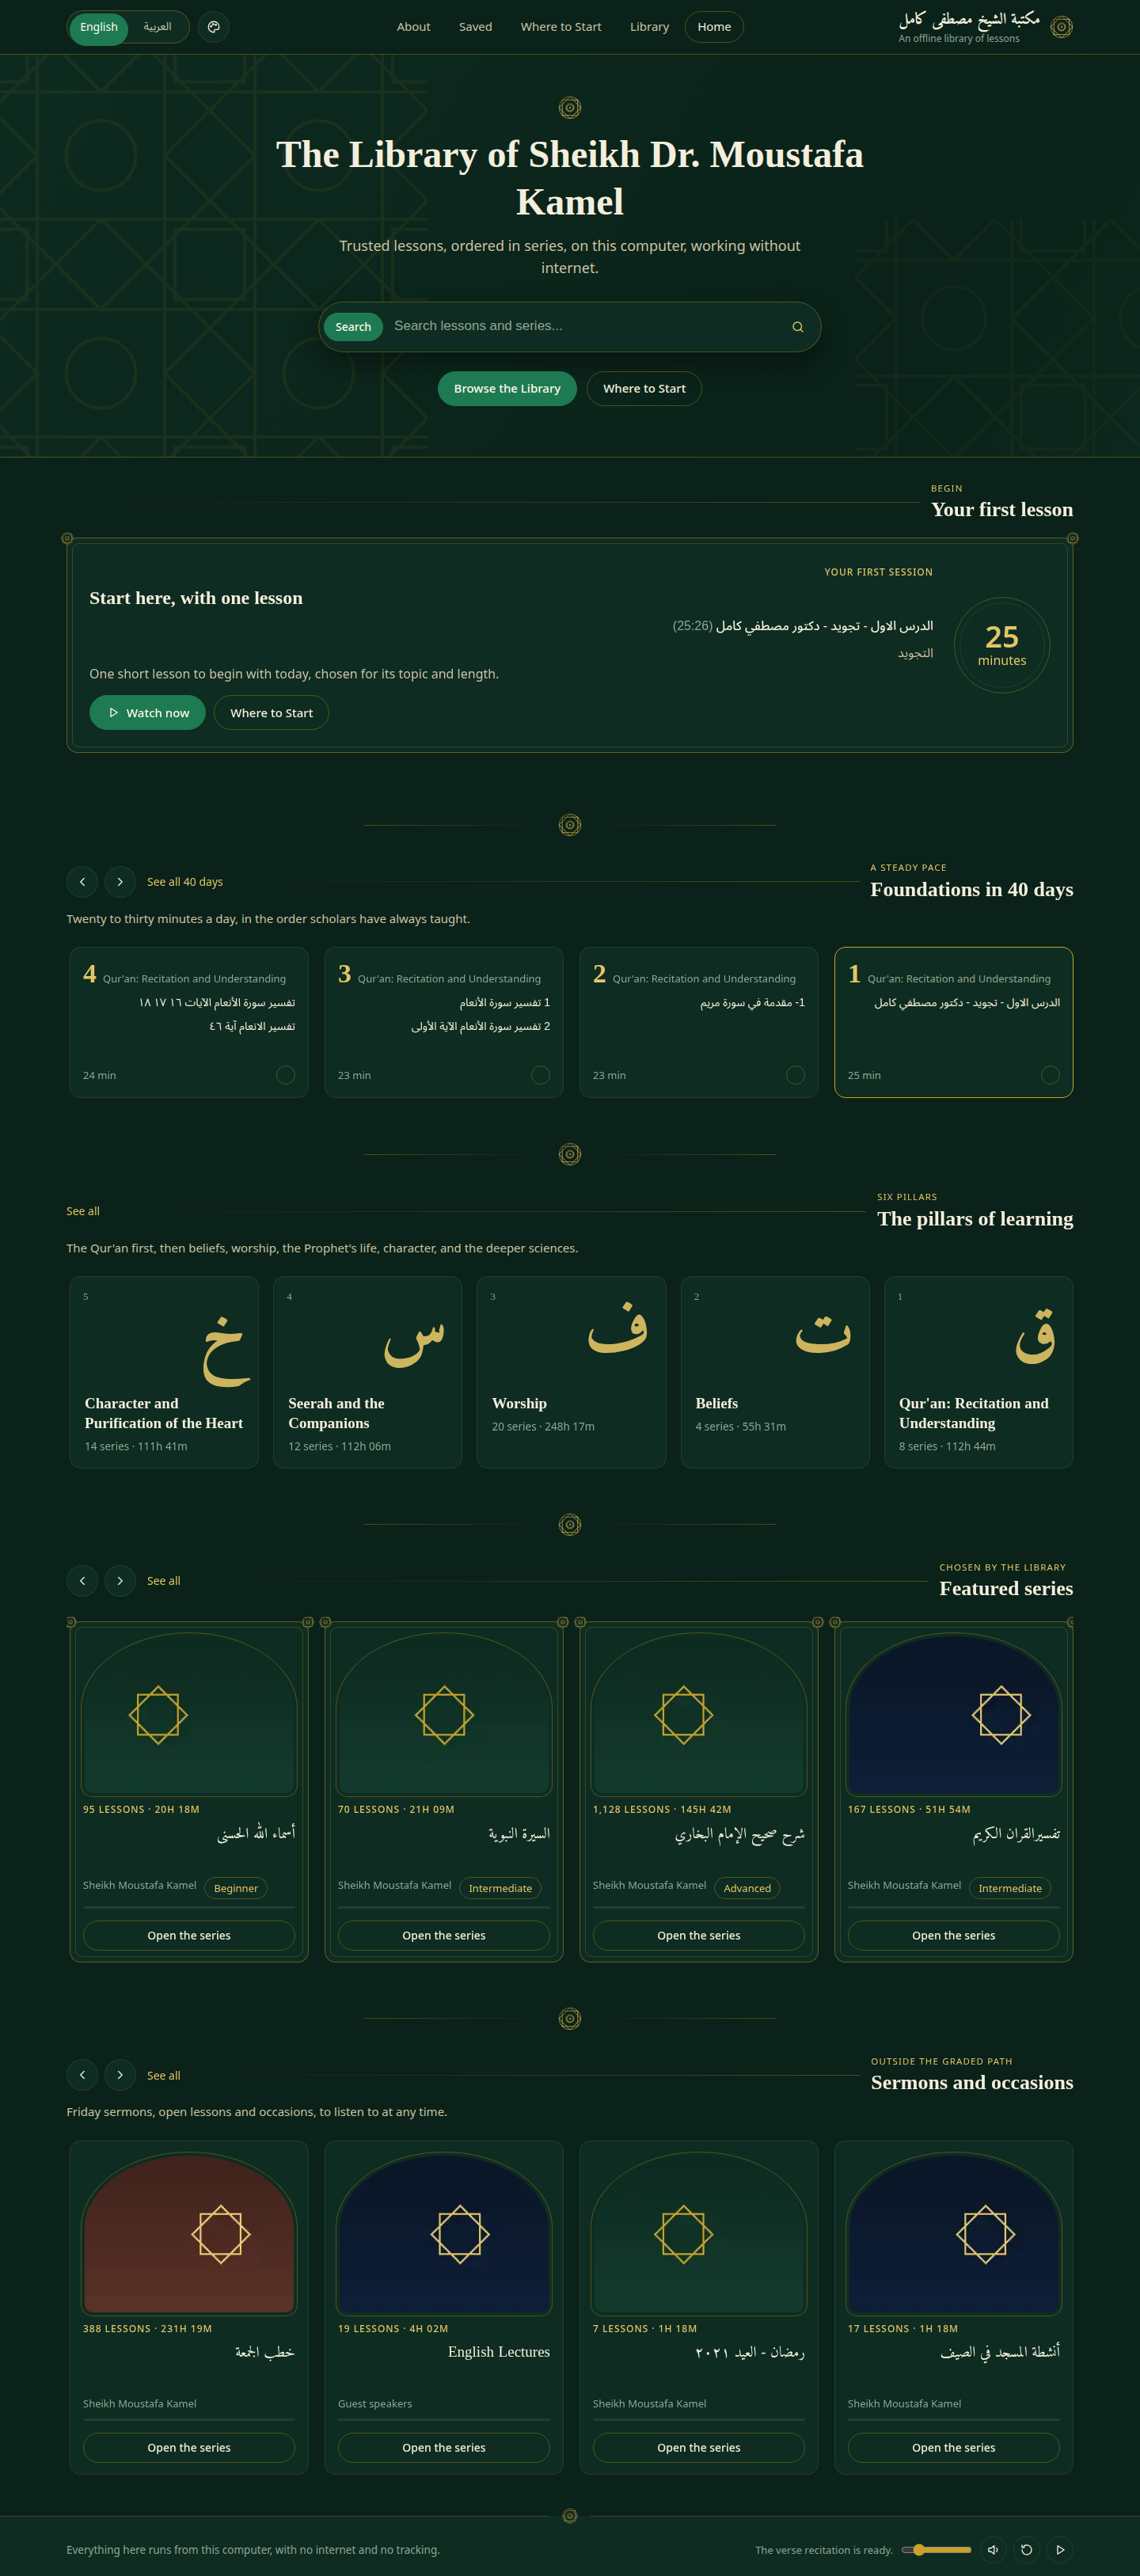 English
العربية
About
Saved
Where to Start
Library
Home
مكتبة الشيخ مصطفى كامل
An offline library of lessons
The Library of Sheikh Dr. Moustafa
Kamel
Trusted lessons, ordered in series, on this computer, working without
internet.
Search
Search lessons and series...
Browse the Library
Where to Start
BEGIN
Your first lesson
YOUR FIRST SESSION
Start here, with one lesson
الدرس الاول - تجويد - دكتور مصطفي كامل (25:26)
التجويد
25
minutes
One short lesson to begin with today, chosen for its topic and length.
Watch now
Where to Start
A STEADY PACE
Foundations in 40 days
See all 40 days
Twenty to thirty minutes a day, in the order scholars have always taught.
4 Qur'an: Recitation and Understanding
تفسير سورة الأنعام الآيات ١٦ ١٧ ١٨
تفسير الانعام آية ٤٦
24 min
3 Qur'an: Recitation and Understanding
1 تفسير سورة الأنعام
2 تفسير سورة الأنعام الآية الأولى
23 min
2 Qur'an: Recitation and Understanding
1- مقدمة في سورة مريم
23 min
1 Qur'an: Recitation and Understanding
الدرس الاول - تجويد - دكتور مصطفي كامل
25 min
SIX PILLARS
The pillars of learning
See all
The Qur'an first, then beliefs, worship, the Prophet's life, character, and the deeper sciences.
5
خ
Character and
Purification of the Heart
14 series · 111h 41m
4
س
Seerah and the
Companions
12 series · 112h 06m
3
ف
Worship
20 series · 248h 17m
2
ت
Beliefs
4 series · 55h 31m
1
ق
Qur'an: Recitation and
Understanding
8 series · 112h 44m
CHOSEN BY THE LIBRARY
Featured series
See all
95 LESSONS · 20H 18M
أسماء الله الحسنى
Sheikh Moustafa Kamel
Beginner
Open the series
70 LESSONS · 21H 09M
السيرة النبوية
Sheikh Moustafa Kamel
Intermediate
Open the series
1,128 LESSONS · 145H 42M
شرح صحيح الإمام البخاري
Sheikh Moustafa Kamel
Advanced
Open the series
167 LESSONS · 51H 54M
تفسيرالقران الكريم
Sheikh Moustafa Kamel
Intermediate
Open the series
OUTSIDE THE GRADED PATH
Sermons and occasions
See all
Friday sermons, open lessons and occasions, to listen to at any time.
388 LESSONS · 231H 19M
خطب الجمعة
Sheikh Moustafa Kamel
Open the series
19 LESSONS · 4H 02M
English Lectures
Guest speakers
Open the series
7 LESSONS · 1H 18M
رمضان - العيد ٢٠٢١
Sheikh Moustafa Kamel
Open the series
17 LESSONS · 1H 18M
أنشطة المسجد في الصيف
Sheikh Moustafa Kamel
Open the series
Everything here runs from this computer, with no internet and no tracking.
The verse recitation is ready.